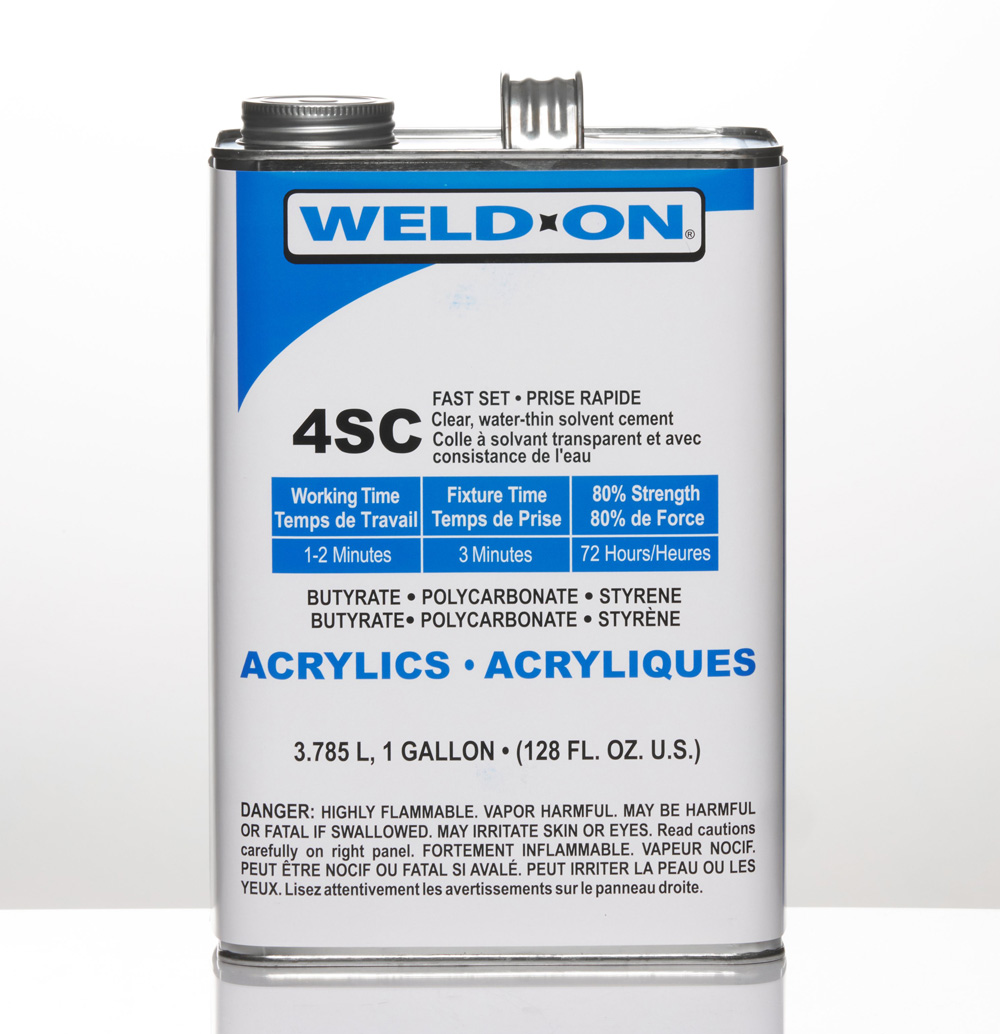 WELD-ON®
FAST SET • PRISE RAPIDE
4SC
Clear, water-thin solvent cement
Colle à solvant transparent et avec
consistance de l'eau
Working Time Fixture Time 80% Strength
Temps de Travail Temps de Prise 80% de Force
1-2 Minutes 3 Minutes 72 Hours/Heures
BUTYRATE • POLYCARBONATE • STYRENE
BUTYRATE• POLYCARBONATE • STYRÈNE
ACRYLICS • ACRYLIQUES
3.785 L, 1 GALLON • (128 FL. OZ. U.S.)
DANGER: HIGHLY FLAMMABLE. VAPOR HARMFUL. MAY BE HARMFUL
OR FATAL IF SWALLOWED. MAY IRRITATE SKIN OR EYES. Read cautions
carefully on right panel. FORTEMENT INFLAMMABLE. VAPEUR NOCIF.
PEUT ÊTRE NOCIF OU FATAL SI AVALÉ. PEUT IRRITER LA PEAU OU LES
YEUX. Lisez attentivement les avertissements sur le panneau droite.